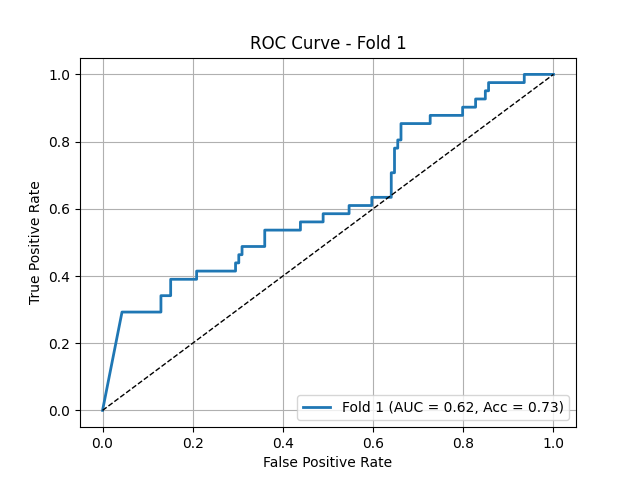 ROC Curve - Fold 1
True Positive Rate
1.0
0.8
0.6
0.4
0.2
0.0
Fold 1 (AUC = 0.62, Acc = 0.73)
0.0 0.2 0.4 0.6 0.8 1.0
False Positive Rate